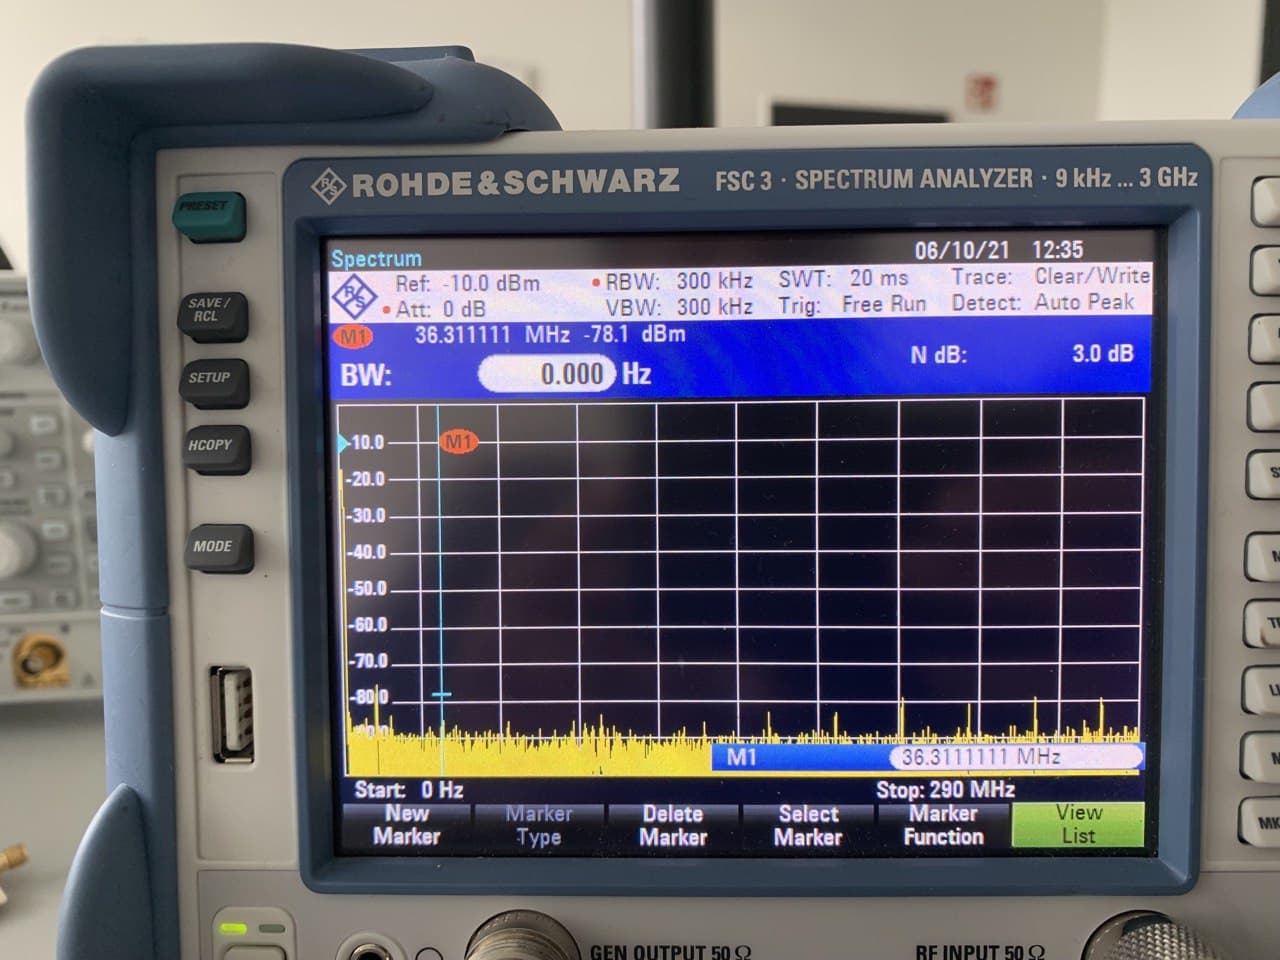 ROHDE&SCHWARZ FSC 3 · SPECTRUM ANALYZER · 9 kHz ... 3 GHz
PRESET
SAVE /
RCL
SETUP
HCOPY
MODE
Spectrum 06/10/21 12:35
Ref: -10.0 dBm RBW: 300 kHz SWT: 20 ms Trace: Clear/Write
Att: 0 dB VBW: 300 kHz Trig: Free Run Detect: Auto Peak
M1 36.311111 MHz -78.1 dBm
BW: 0.000 Hz N dB: 3.0 dB
M1
-10.0
-20.0
-30.0
-40.0
-50.0
-60.0
-70.0
-80.0
M1 36.3111111 MHz
Start: 0 Hz Stop: 290 MHz
New Marker
Marker Type
Delete Marker
Select Marker
Marker Function
View List
GEN OUTPUT 50 Ω RF INPUT 50 Ω